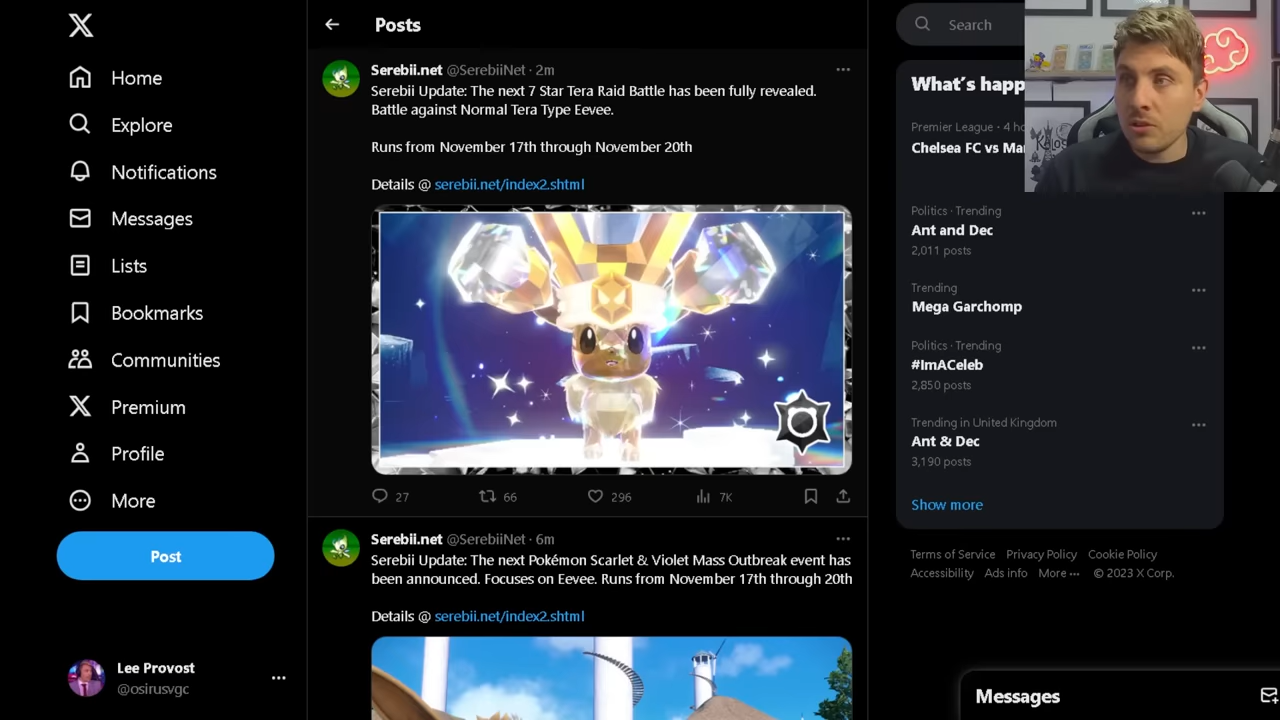 Posts
Home
Explore
Notifications
Messages
Lists
Bookmarks
Communities
Premium
Profile
More
Post
Lee Provost
@osirusvgc
Serebii.net @SerebiiNet · 2m
Serebii Update: The next 7 Star Tera Raid Battle has been fully revealed.
Battle against Normal Tera Type Eevee.
Runs from November 17th through November 20th
Details @ serebii.net/index2.shtml
27 66 296 7K
Serebii.net @SerebiiNet · 6m
Serebii Update: The next Pokémon Scarlet & Violet Mass Outbreak event has
been announced. Focuses on Eevee. Runs from November 17th through 20th
Details @ serebii.net/index2.shtml
Search
What's happ
Premier League · 4 ho
Chelsea FC vs Ma
Politics · Trending
Ant and Dec
2,011 posts
Trending
Mega Garchomp
Politics · Trending
#ImACeleb
2,850 posts
Trending in United Kingdom
Ant & Dec
3,190 posts
Show more
Terms of Service Privacy Policy Cookie Policy
Accessibility Ads info More ··· © 2023 X Corp.
Messages